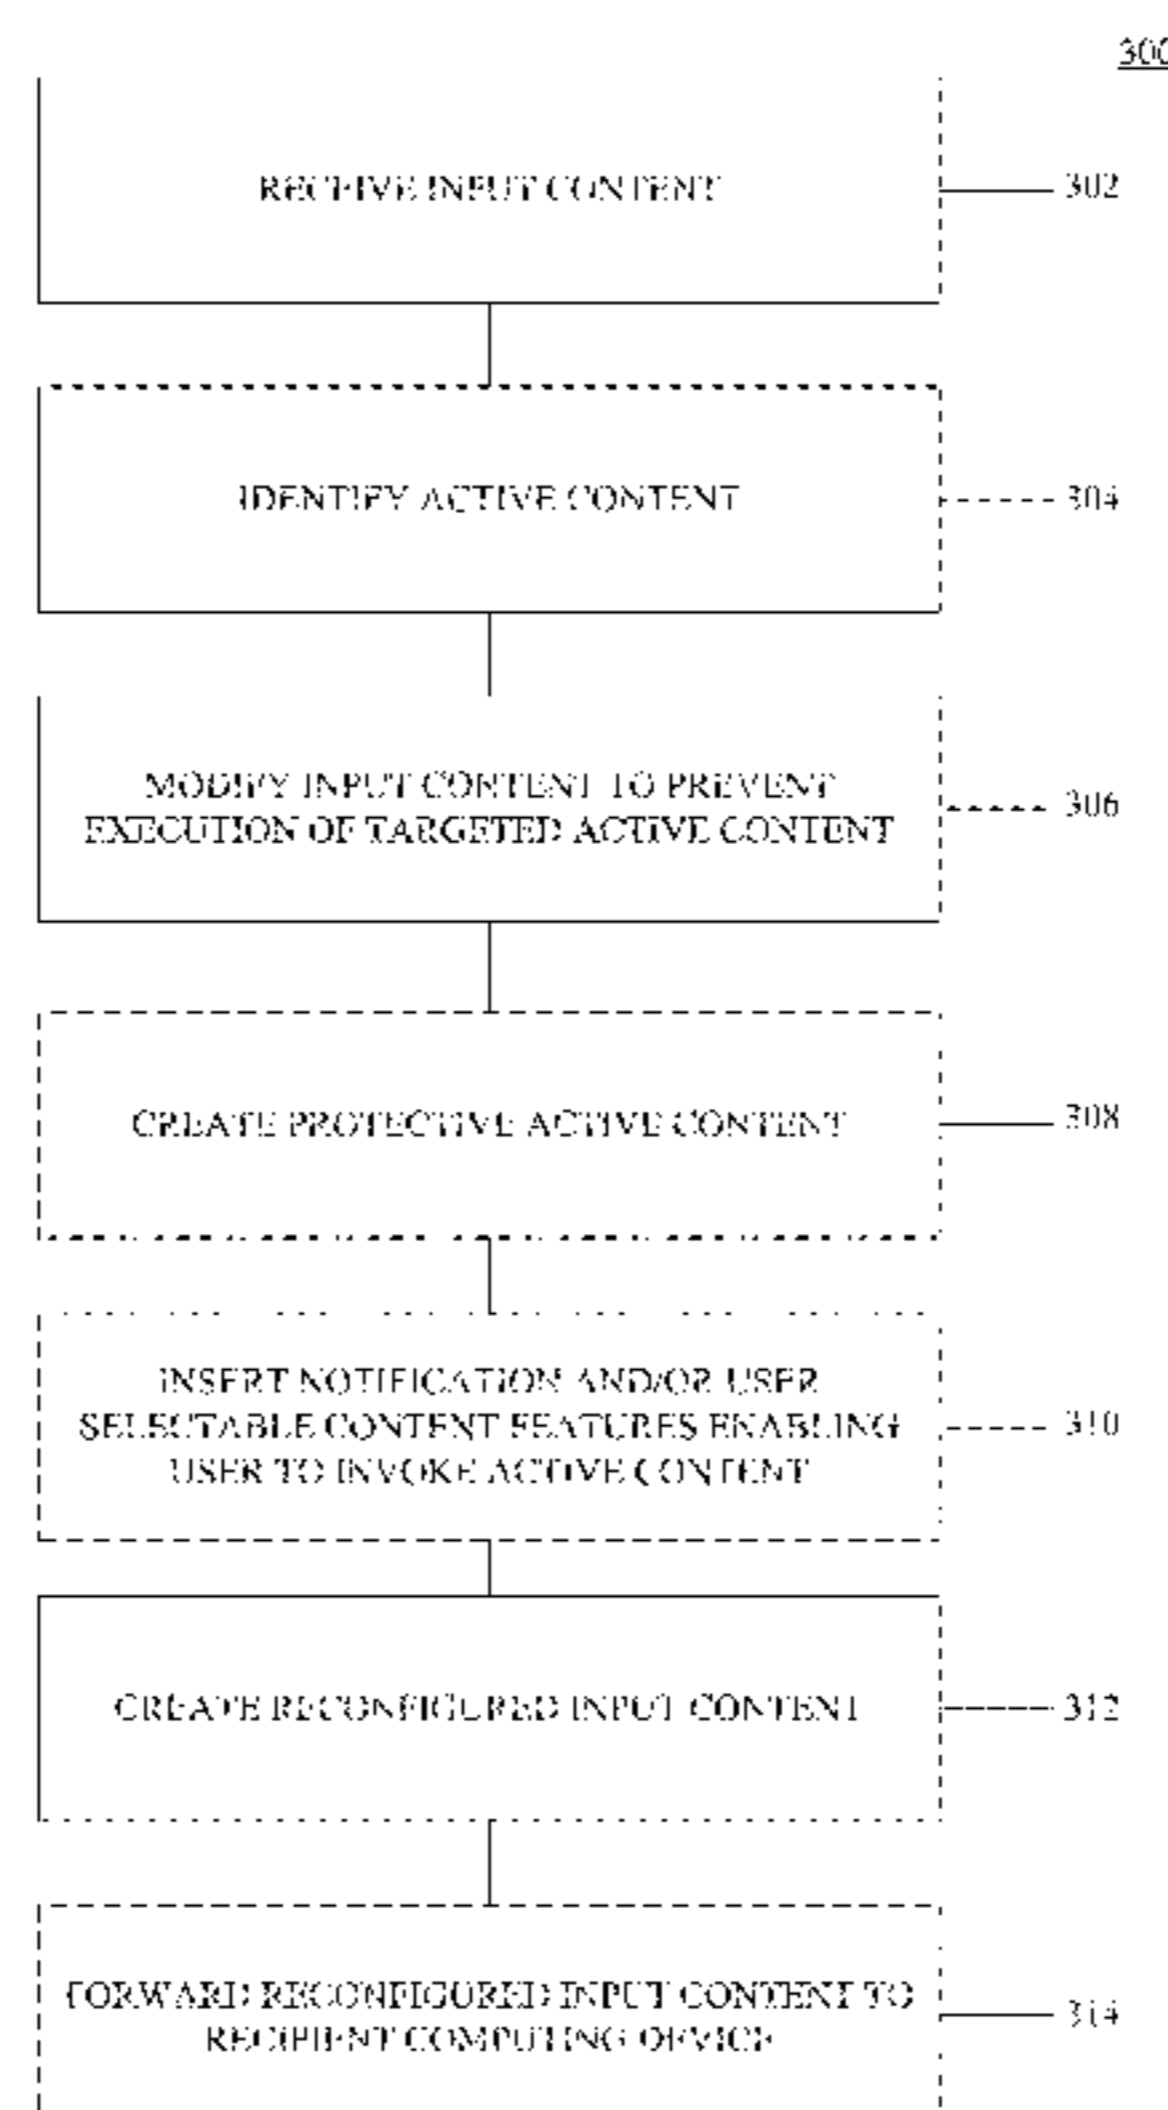 300
RECEIVE INPUT CONTENT
302
IDENTIFY ACTIVE CONTENT
304
MODIFY INPUT CONTENT TO PREVENT
EXECUTION OF TARGETED ACTIVE CONTENT
306
CREATE PROTECTIVE ACTIVE CONTENT
308
INSERT NOTIFICATION AND/OR USER
SELECTABLE CONTENT FEATURES ENABLING
USER TO INVOKE ACTIVE CONTENT
310
CREATE RECONFIGURED INPUT CONTENT
312
FORWARD RECONFIGURED INPUT CONTENT TO
RECIPIENT COMPUTING DEVICE
314